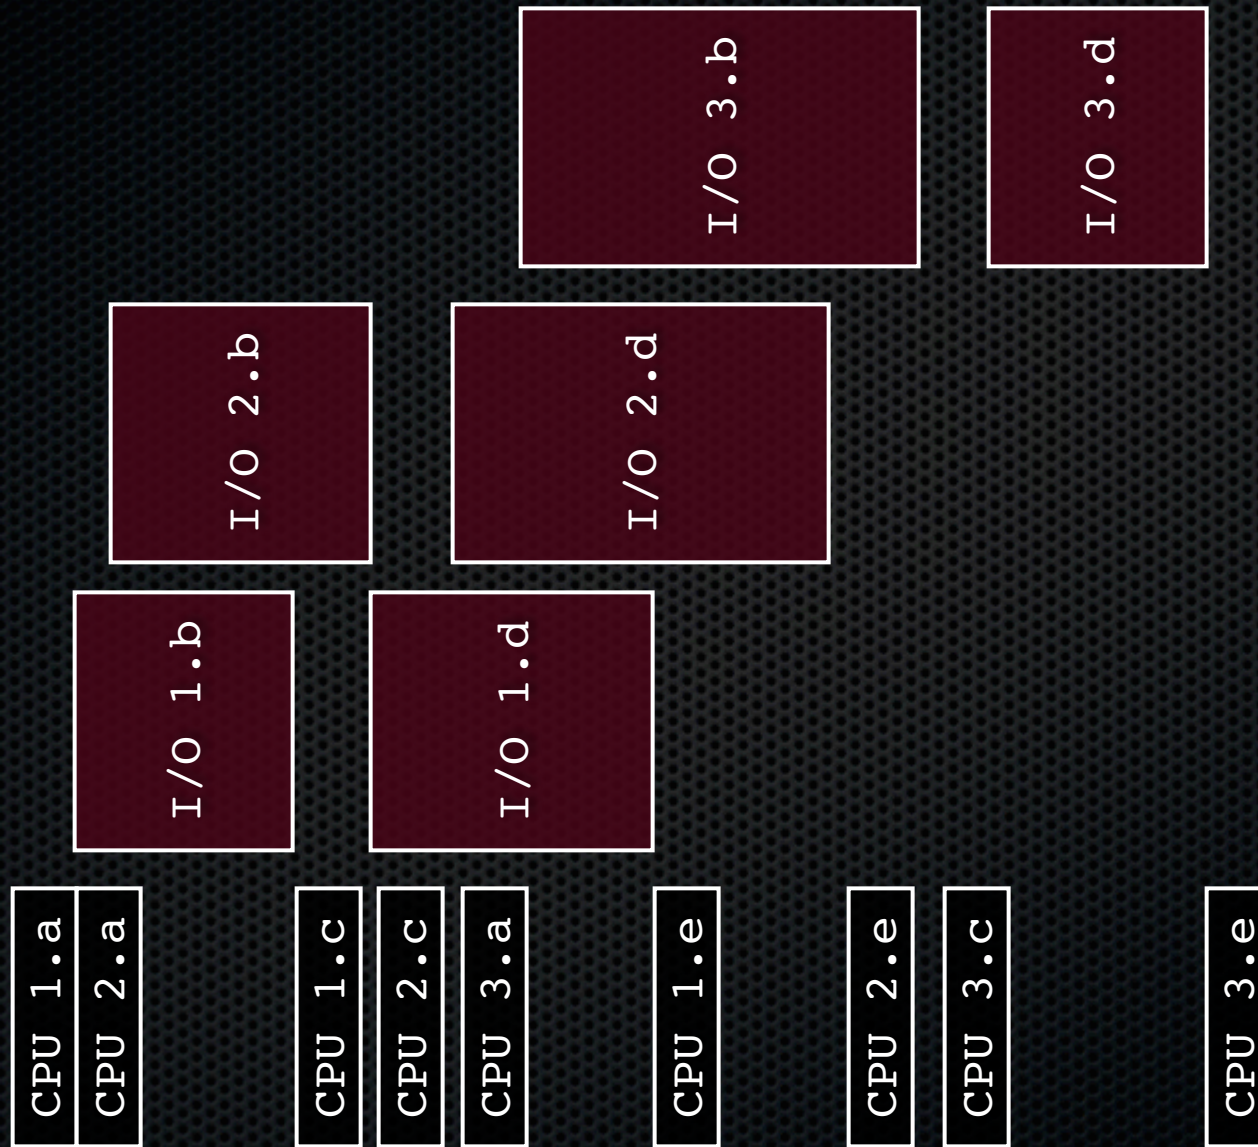 I/O 3.b
I/O 3.d
I/O 2.b
I/O 2.d
I/O 1.b
I/O 1.d
CPU 1.a
CPU 2.a
CPU 1.c
CPU 2.c
CPU 3.a
CPU 1.e
CPU 2.e
CPU 3.c
CPU 3.e